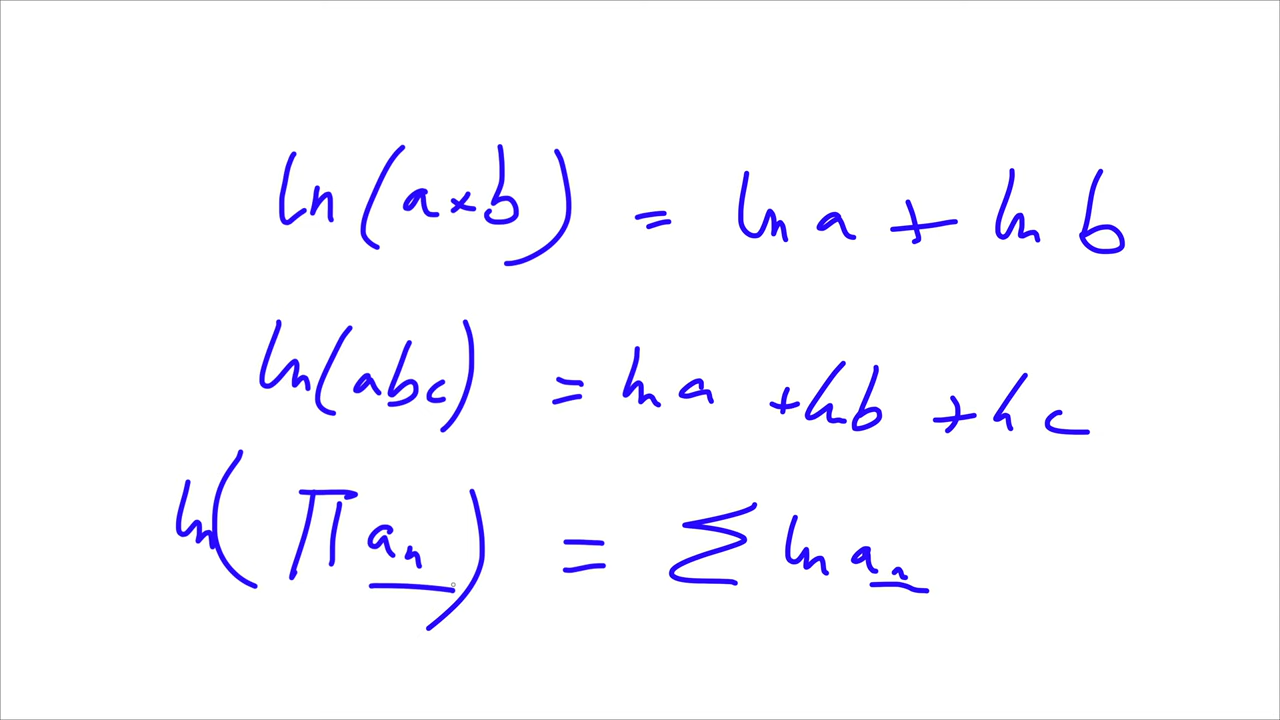 ln(a×b) = ln a + ln b
ln(abc) = ln a + ln b + ln c
ln(∏ aₙ) = ∑ ln aₙ